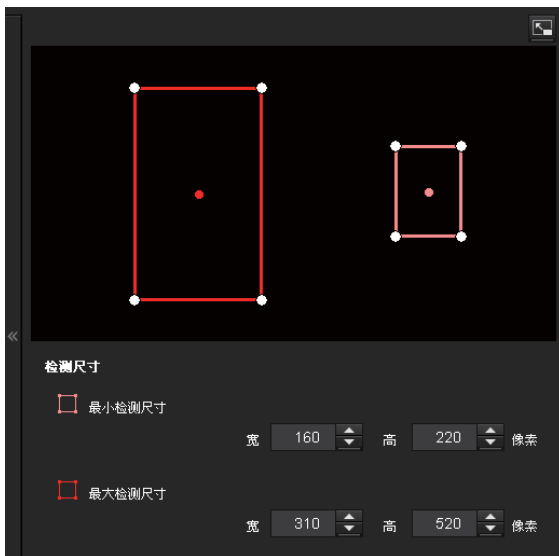 检测尺寸
最小检测尺寸
宽 160 高 220 像素
最大检测尺寸
宽 310 高 520 像素